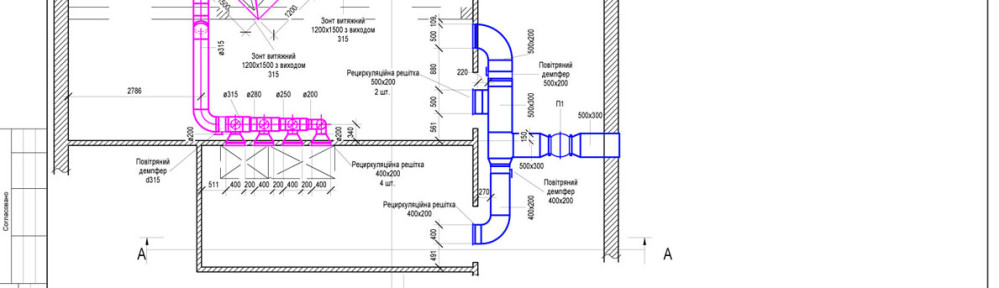 1500
1200
109
Зонт витяжний
1200х1500 з виходом
315
500
500х200
ø315
Зонт витяжний
1200х1500 з виходом
315
880
220
Рециркуляційна решітка
500х200
2 шт.
Повітряний
демпфер
500х200
2786
ø315
ø280
ø250
ø200
500
500х300
П1
500х300
561
ø200
ø200
340
150
Повітряний
демпфер
d315
Рециркуляційна решітка
400х200
4 шт.
500х300
511
400
200
400
200
400
200
400
270
Повітряний
демпфер
400х200
Рециркуляційна решітка
400х200
400х200
400
491
А
А
Согласовано